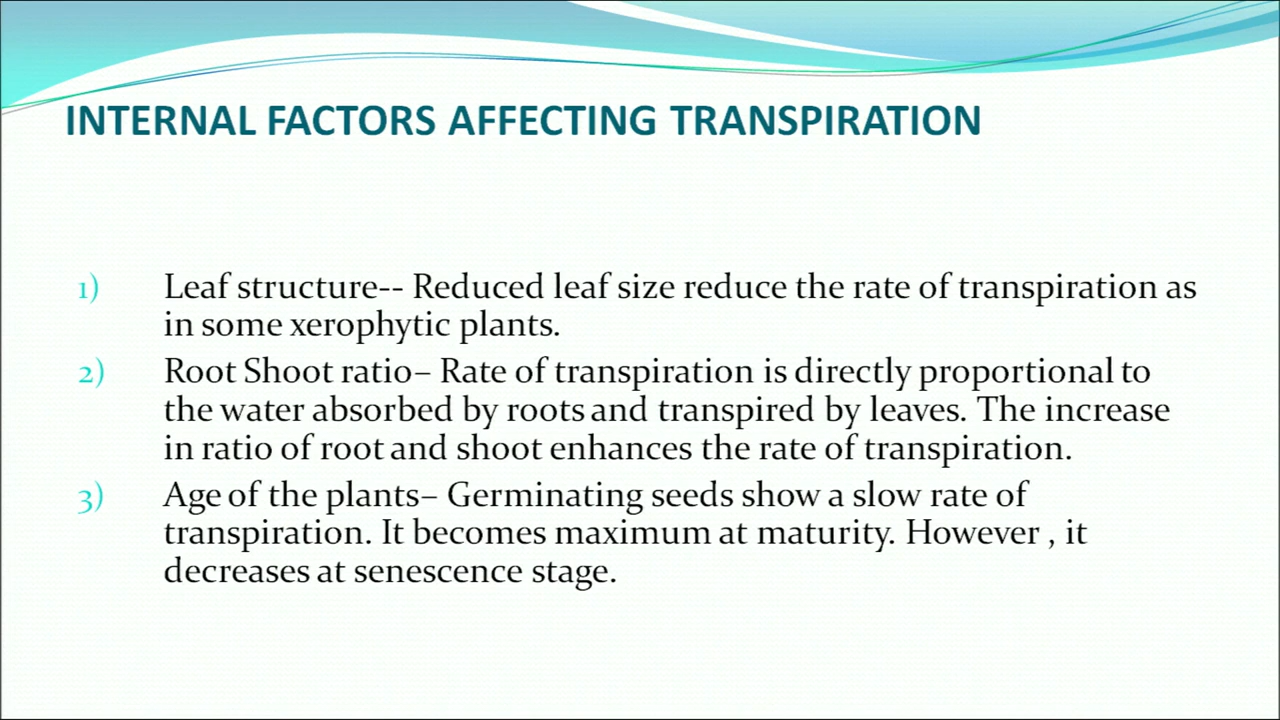 INTERNAL FACTORS AFFECTING TRANSPIRATION
1) Leaf structure-- Reduced leaf size reduce the rate of transpiration as
in some xerophytic plants.
2) Root Shoot ratio– Rate of transpiration is directly proportional to
the water absorbed by roots and transpired by leaves. The increase
in ratio of root and shoot enhances the rate of transpiration.
3) Age of the plants– Germinating seeds show a slow rate of
transpiration. It becomes maximum at maturity. However , it
decreases at senescence stage.